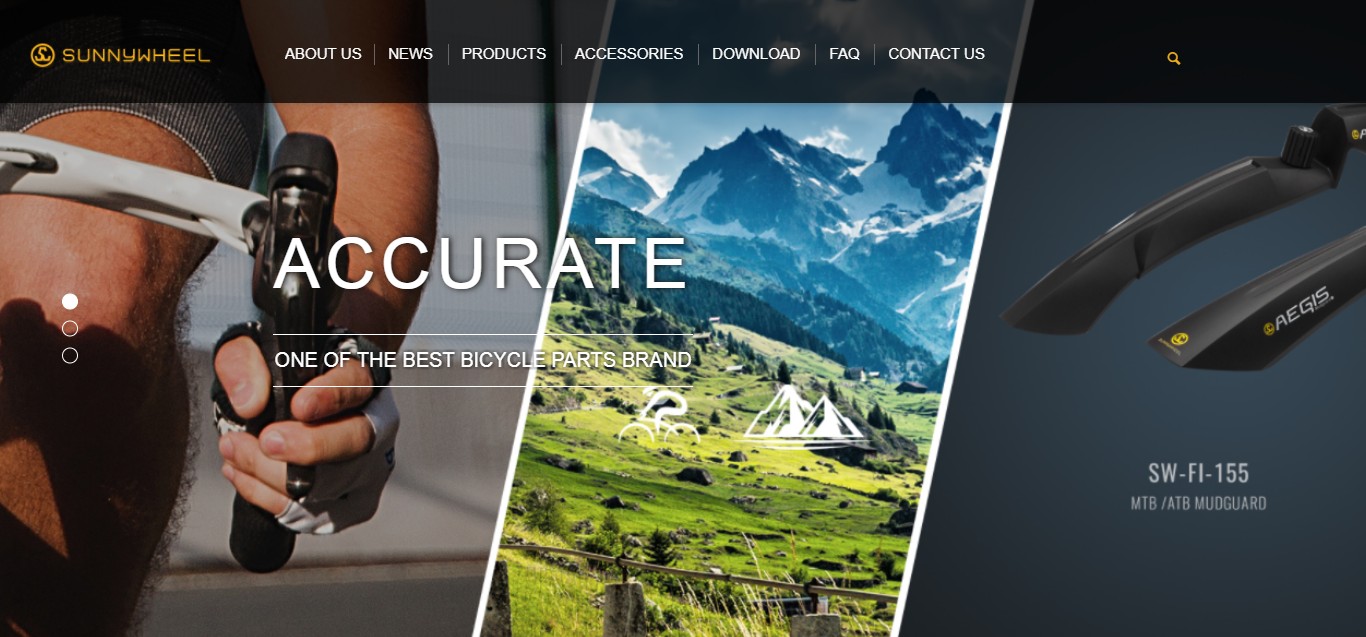 SUNNYWHEEL
ABOUT US
NEWS
PRODUCTS
ACCESSORIES
DOWNLOAD
FAQ
CONTACT US
ACCURATE
ONE OF THE BEST BICYCLE PARTS BRAND
AEGIS
SW-FI-155
MTB /ATB MUDGUARD